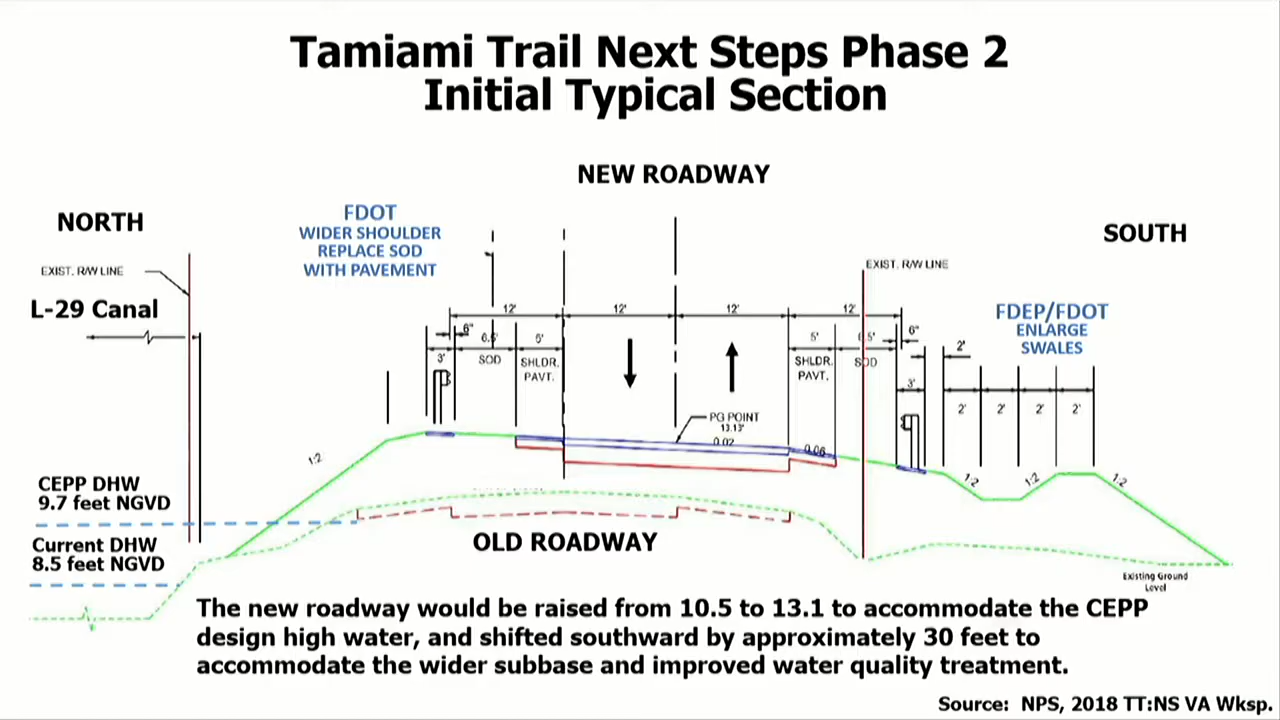 Tamiami Trail Next Steps Phase 2
Initial Typical Section
NEW ROADWAY
NORTH
FDOT
WIDER SHOULDER
REPLACE SOD
WITH PAVEMENT
SOUTH
EXIST. R/W LINE
EXIST. R/W LINE
L-29 Canal
FDEP/FDOT
ENLARGE
SWALES
12' 12' 12' 12'
6" 6.5' 5' 5' 6.5' 6" 2'
3' SOD SHLDR. PAVT. SHLDR. PAVT. SOD 3'
2' 2' 2' 2'
PG POINT
13.13'
0.02 0.06
1:2 1:2 1:2 1:2
CEPP DHW
9.7 feet NGVD
Current DHW
8.5 feet NGVD
OLD ROADWAY
Existing Ground
Level
The new roadway would be raised from 10.5 to 13.1 to accommodate the CEPP
design high water, and shifted southward by approximately 30 feet to
accommodate the wider subbase and improved water quality treatment.
Source: NPS, 2018 TT:NS VA Wksp.